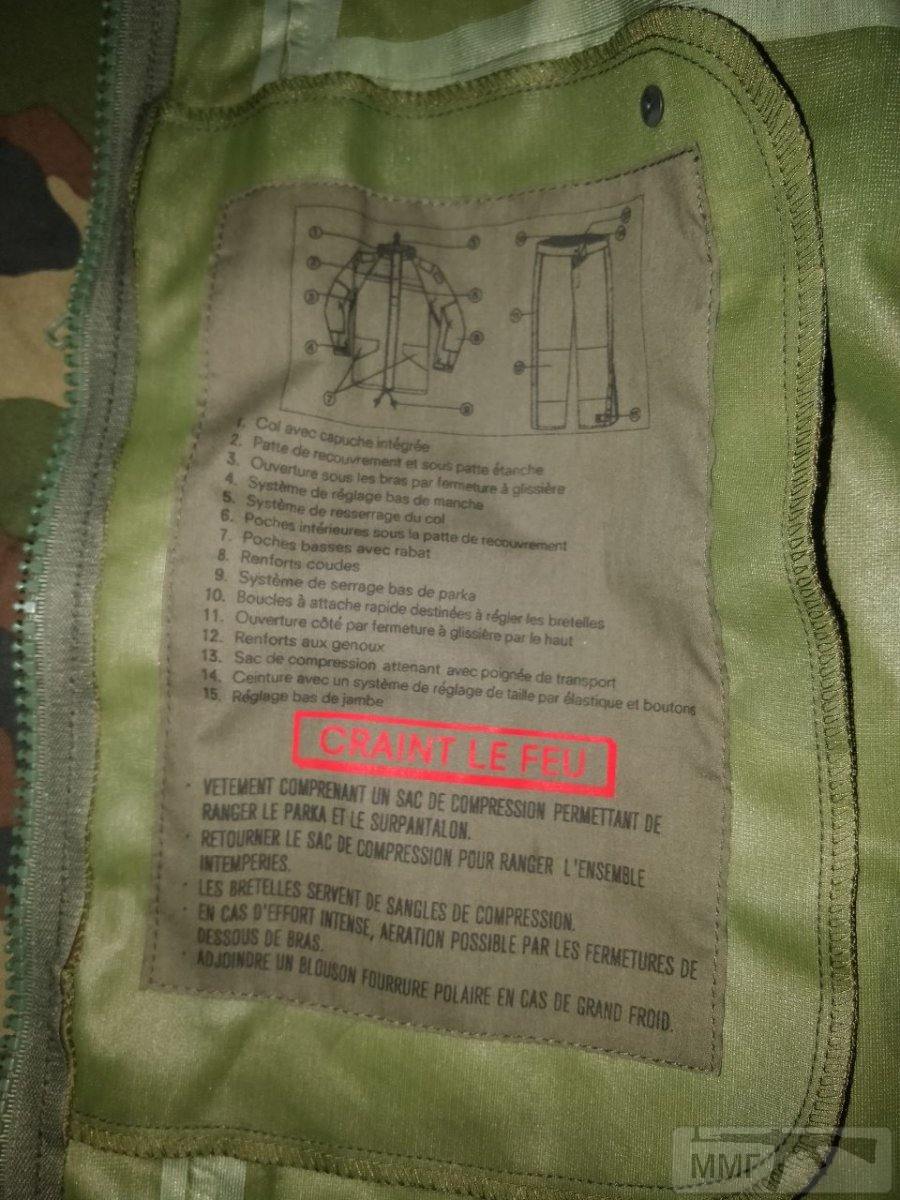 1. Col avec capuche intégrée
2. Patte de recouvrement et sous patte étanche
3. Ouverture sous les bras par fermeture à glissière
4. Système de réglage bas de manche
5. Système de resserrage du col
6. Poches intérieures sous la patte de recouvrement
7. Poches basses avec rabat
8. Renforts coudes
9. Système de serrage bas de parka
10. Boucles à attache rapide destinées à régler les bretelles
11. Ouverture côté par fermeture à glissière par le haut
12. Renforts aux genoux
13. Sac de compression attenant avec poignée de transport
14. Ceinture avec un système de réglage de taille par élastique et boutons
15. Réglage bas de jambe
CRAINT LE FEU
· VETEMENT COMPRENANT UN SAC DE COMPRESSION PERMETTANT DE
RANGER LE PARKA ET LE SURPANTALON.
· RETOURNER LE SAC DE COMPRESSION POUR RANGER L'ENSEMBLE
INTEMPERIES.
· LES BRETELLES SERVENT DE SANGLES DE COMPRESSION.
· EN CAS D'EFFORT INTENSE, AERATION POSSIBLE PAR LES FERMETURES DE
DESSOUS DE BRAS.
· ADJOINDRE UN BLOUSON FOURRURE POLAIRE EN CAS DE GRAND FROID.